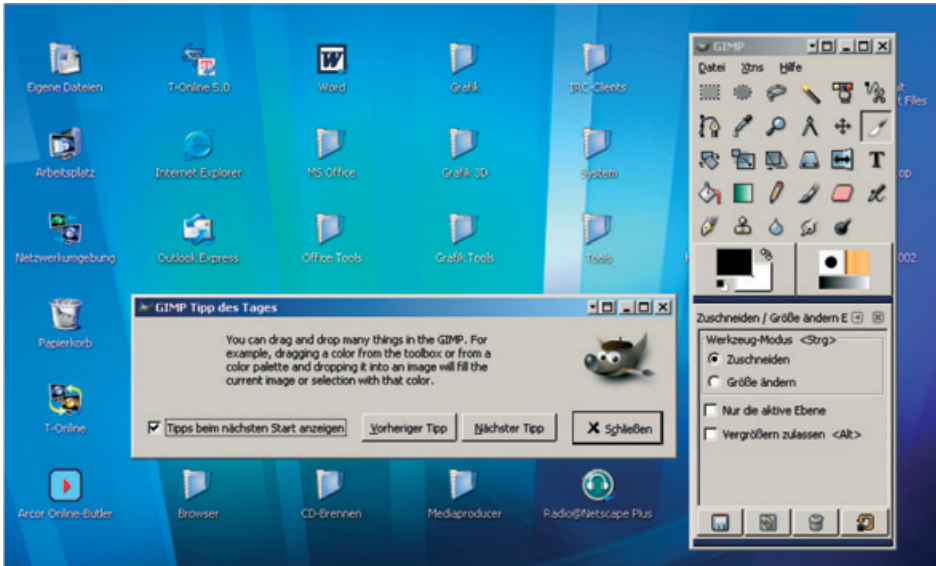 Eigene Dateien
T-Online 5.0
Word
Grafik
IRC-Clients
Arbeitsplatz
Internet Explorer
MS Office
Grafik 3D
System
Netzwerkumgebung
Outlook Express
Office Tools
Grafik Tools
Tools
Papierkorb
T-Online
Arcor Online-Butler
Browser
CD-Brennen
Mediaproducer
Radio@Netscape Plus
t Files
002
GIMP Tipp des Tages
You can drag and drop many things in the GIMP. For
example, dragging a color from the toolbox or from a
color palette and dropping it into an image will fill the
current image or selection with that color.
Tipps beim nächsten Start anzeigen
Vorheriger Tipp
Nächster Tipp
Schließen
GIMP
Datei Xtns Hilfe
T
Zuschneiden / Größe ändern E
Werkzeug-Modus <Strg>
Zuschneiden
Größe ändern
Nur die aktive Ebene
Vergrößern zulassen <Alt>